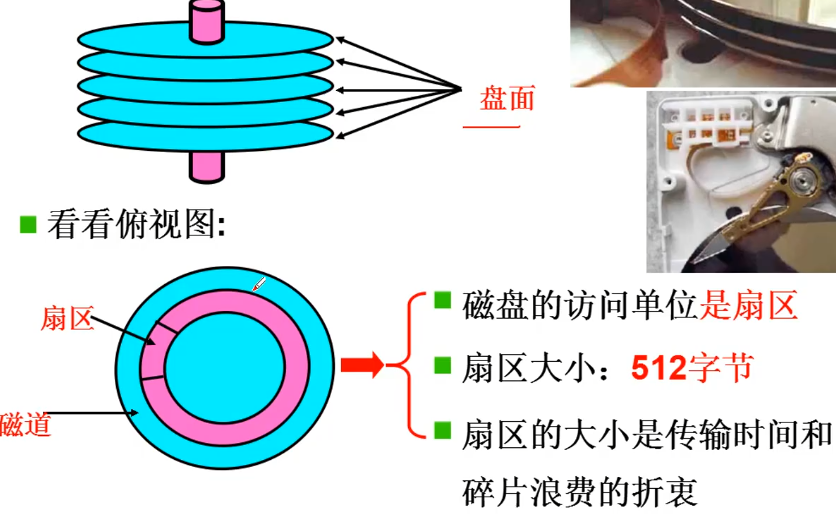 盘面
看看俯视图:
扇区
磁道
磁盘的访问单位是扇区
扇区大小：512字节
扇区的大小是传输时间和
碎片浪费的折衷